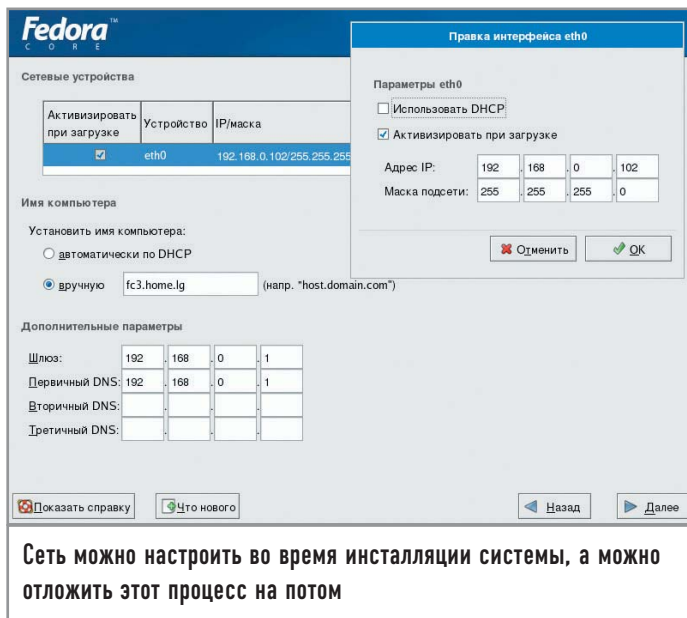 Fedora™
CORE
Правка интерфейса eth0
Сетевые устройства
Активизировать при загрузке
Устройство
IP/маска
eth0
192.168.0.102/255.255.255
Параметры eth0
Использовать DHCP
Активизировать при загрузке
Адрес IP: 192 . 168 . 0 . 102
Маска подсети: 255 . 255 . 255 . 0
Отменить
OK
Имя компьютера
Установить имя компьютера:
автоматически по DHCP
вручную fc3.home.lg (напр. "host.domain.com")
Дополнительные параметры
Шлюз: 192 . 168 . 0 . 1
Первичный DNS: 192 . 168 . 0 . 1
Вторичный DNS: . . .
Третичный DNS: . . .
Показать справку
Что нового
Назад
Далее
Сеть можно настроить во время инсталляции системы, а можно
отложить этот процесс на потом